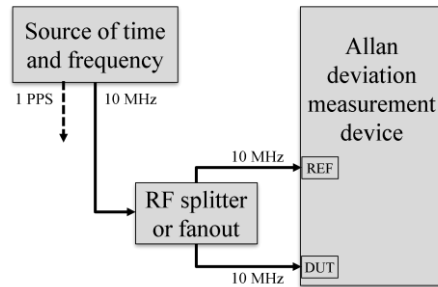 Source of time
and frequency
1 PPS
10 MHz
Allan
deviation
measurement
device
10 MHz
REF
RF splitter
or fanout
DUT
10 MHz